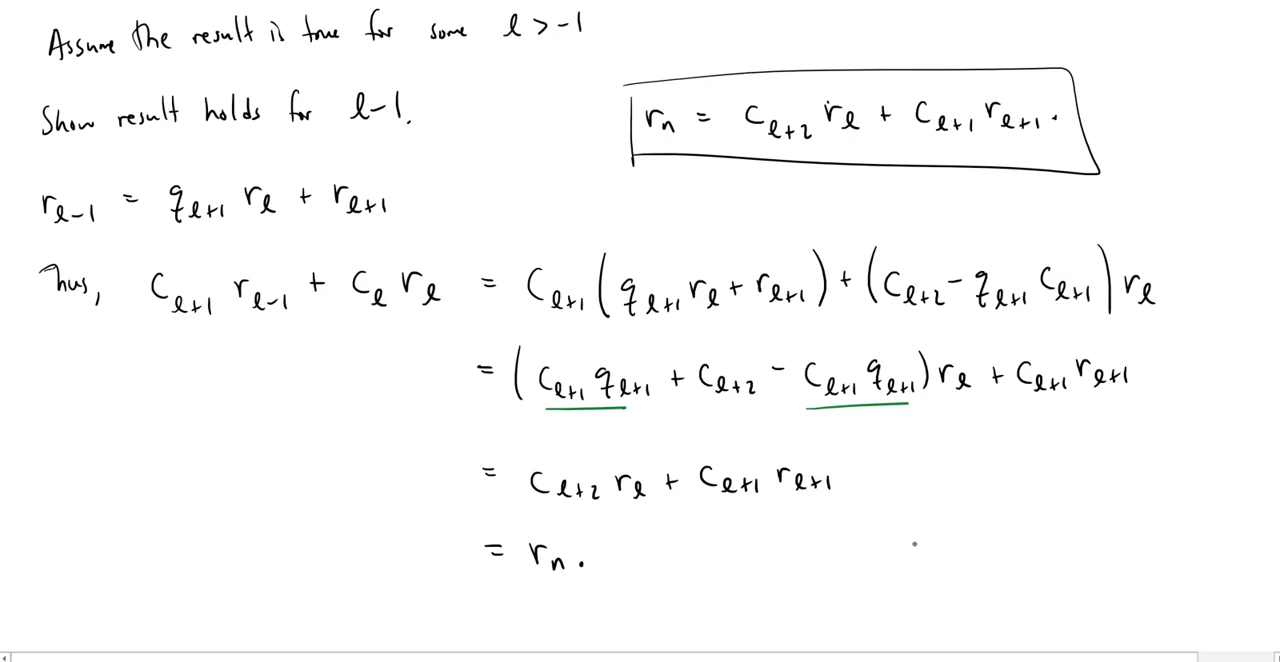 Assume the result is true for some ℓ > -1
Show result holds for ℓ-1.
r_n = c_{ℓ+2} r_ℓ + c_{ℓ+1} r_{ℓ+1}.
r_{ℓ-1} = q_{ℓ+1} r_ℓ + r_{ℓ+1}
Thus, c_{ℓ+1} r_{ℓ-1} + c_ℓ r_ℓ = c_{ℓ+1} (q_{ℓ+1} r_ℓ + r_{ℓ+1}) + (c_{ℓ+2} - q_{ℓ+1} c_{ℓ+1}) r_ℓ
= (c_{ℓ+1} q_{ℓ+1} + c_{ℓ+2} - c_{ℓ+1} q_{ℓ+1}) r_ℓ + c_{ℓ+1} r_{ℓ+1}
= c_{ℓ+2} r_ℓ + c_{ℓ+1} r_{ℓ+1}
= r_n.